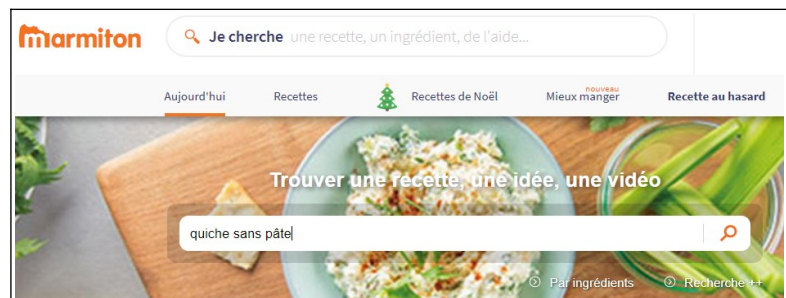 marmiton
Je cherche une recette, un ingrédient, de l'aide...
nouveau
Aujourd'hui Recettes Recettes de Noël Mieux manger Recette au hasard
Trouver une recette, une idée, une vidéo
quiche sans pâte
Par ingrédients Recherche ++